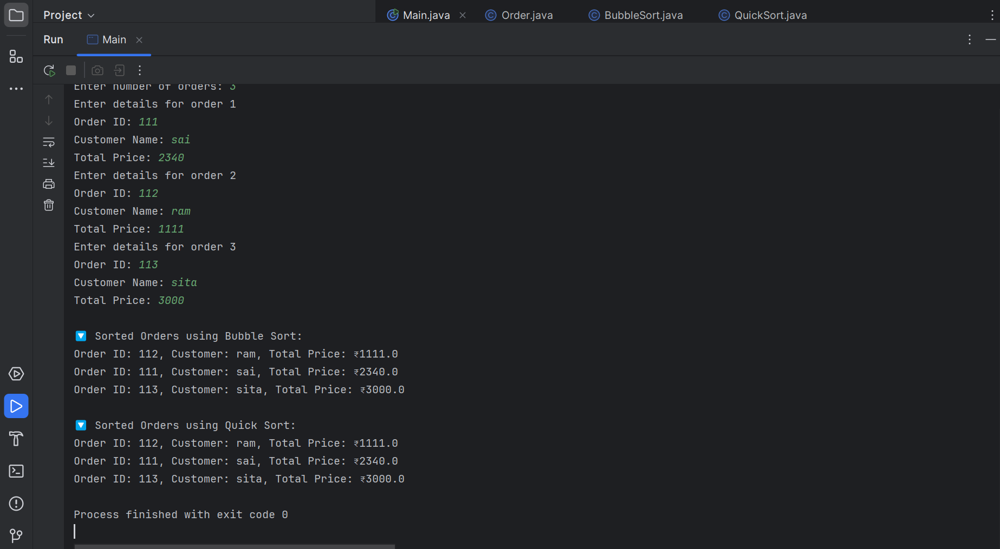 Project
Main.java
Order.java
BubbleSort.java
QuickSort.java
Run
Main
Enter number of orders: 3
Enter details for order 1
Order ID: 111
Customer Name: sai
Total Price: 2340
Enter details for order 2
Order ID: 112
Customer Name: ram
Total Price: 1111
Enter details for order 3
Order ID: 113
Customer Name: sita
Total Price: 3000
🔽 Sorted Orders using Bubble Sort:
Order ID: 112, Customer: ram, Total Price: ₹1111.0
Order ID: 111, Customer: sai, Total Price: ₹2340.0
Order ID: 113, Customer: sita, Total Price: ₹3000.0
🔽 Sorted Orders using Quick Sort:
Order ID: 112, Customer: ram, Total Price: ₹1111.0
Order ID: 111, Customer: sai, Total Price: ₹2340.0
Order ID: 113, Customer: sita, Total Price: ₹3000.0
Process finished with exit code 0